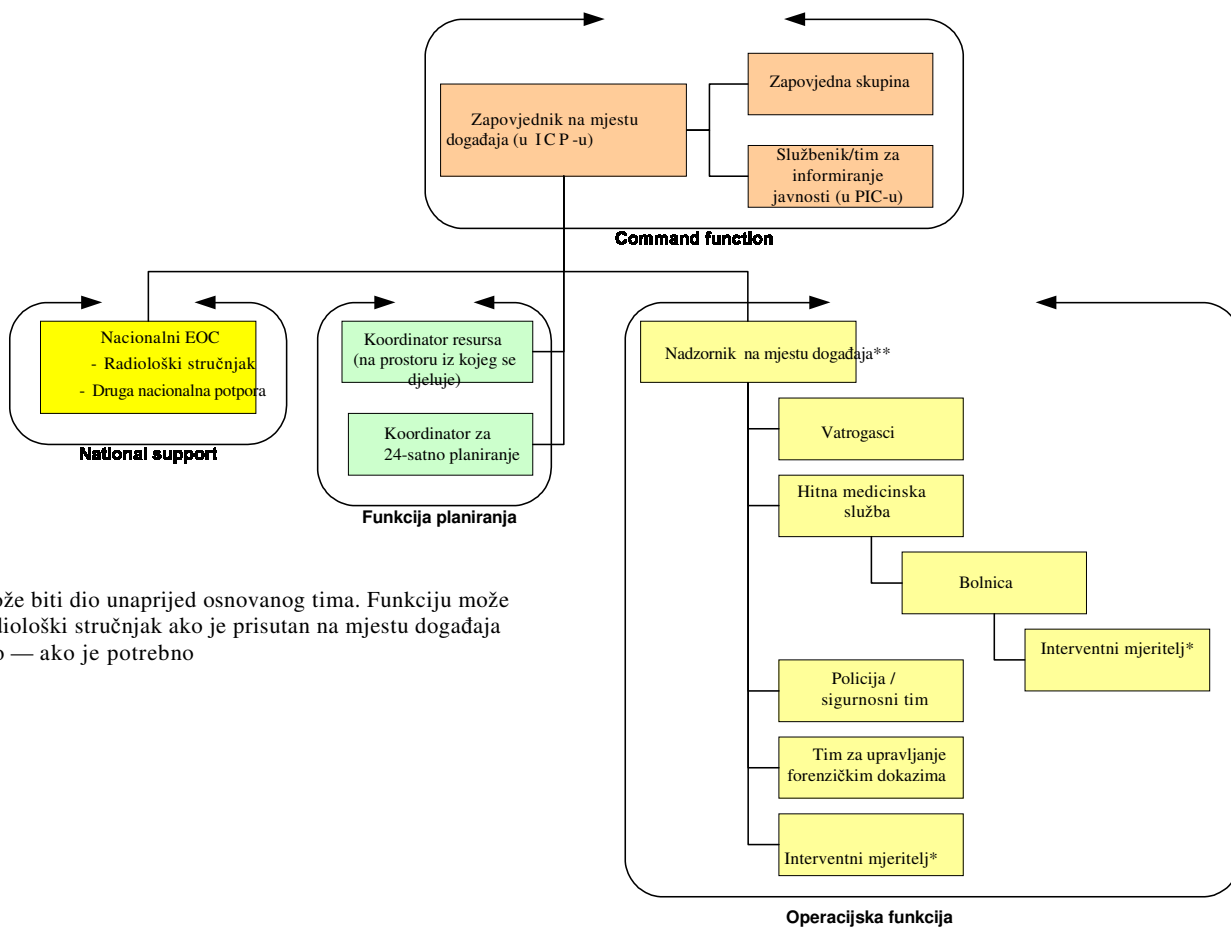 Zapovjednik na mjestu
događaja (u ICP-u)
Zapovjedna skupina
Službenik/tim za
informiranje
javnosti (u PIC-u)
Command function
Nacionalni EOC
- Radiološki stručnjak
- Druga nacionalna potpora
National support
Koordinator resursa
(na prostoru iz kojeg se
djeluje)
Koordinator za
24-satno planiranje
Funkcija planiranja
Nadzornik na mjestu događaja**
Vatrogasci
Hitna medicinska
služba
Bolnica
Interventni mjeritelj*
Policija /
sigurnosni tim
Tim za upravljanje
forenzičkim dokazima
Interventni mjeritelj*
Operacijska funkcija
biti dio unaprijed osnovanog tima. Funkciju može
stručnjak ako je prisutan na mjestu događaja
— ako je potrebno